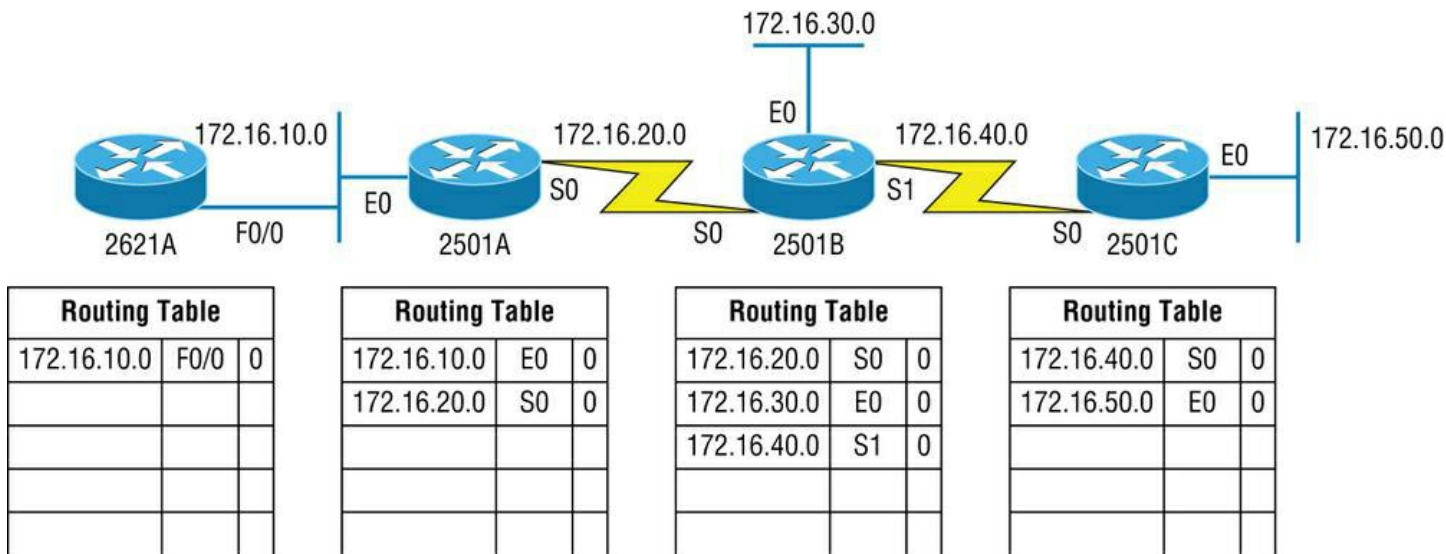 172.16.30.0
E0
172.16.10.0
172.16.20.0
172.16.40.0
172.16.50.0
E0
E0
S0
S1
F0/0
S0
S0
2621A
2501A
2501B
2501C
Routing Table
172.16.10.0 F0/0 0
Routing Table
172.16.10.0 E0 0
172.16.20.0 S0 0
Routing Table
172.16.20.0 S0 0
172.16.30.0 E0 0
172.16.40.0 S1 0
Routing Table
172.16.40.0 S0 0
172.16.50.0 E0 0